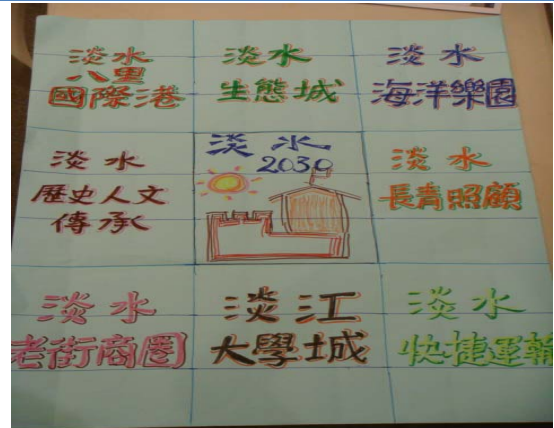 淡水
八里
國際港
淡水
生態城
淡水
海洋樂園
淡水
歷史人文
傳承
淡水
2030
淡水
長青照顧
淡水
老街商圈
淡江
大學城
淡水
快捷運輸